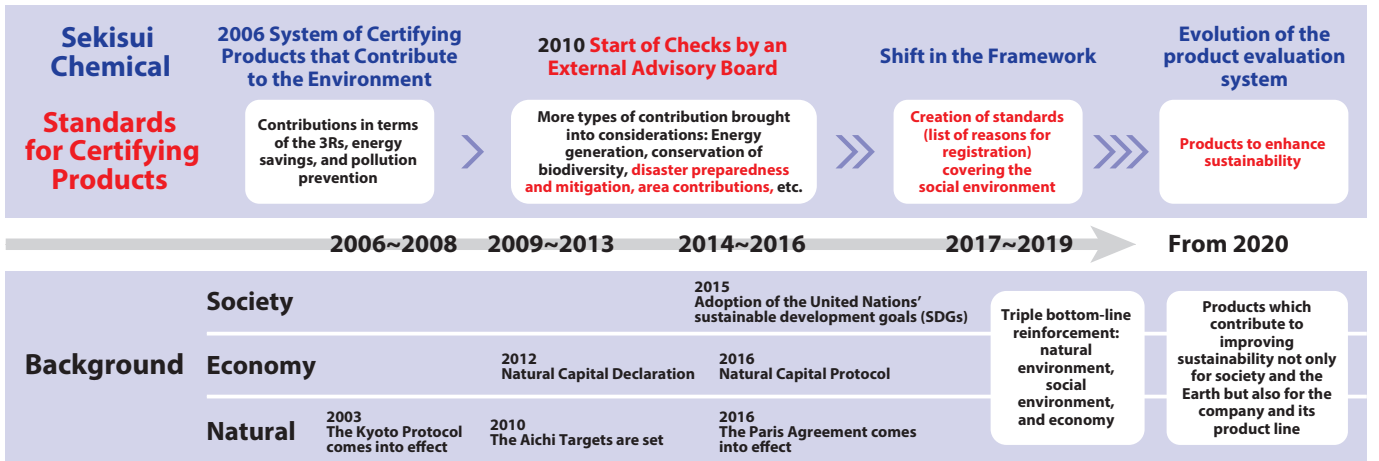 Sekisui
Chemical
2006 System of Certifying
Products that Contribute
to the Environment
2010 Start of Checks by an
External Advisory Board
Shift in the Framework
Evolution of the
product evaluation
system
Standards
for Certifying
Products
Contributions in terms
of the 3Rs, energy
savings, and pollution
prevention
More types of contribution brought
into considerations: Energy
generation, conservation of
biodiversity, disaster preparedness
and mitigation, area contributions, etc.
Creation of standards
(list of reasons for
registration)
covering the
social environment
Products to enhance
sustainability
2006~2008
2009~2013
2014~2016
2017~2019
From 2020
Background
Society
2015
Adoption of the United Nations’
sustainable development goals (SDGs)
Economy
2012
Natural Capital Declaration
2016
Natural Capital Protocol
Natural
2003
The Kyoto Protocol
comes into effect
2010
The Aichi Targets are set
2016
The Paris Agreement comes
into effect
Triple bottom-line
reinforcement:
natural
environment,
social
environment,
and economy
Products which
contribute to
improving
sustainability not only
for society and the
Earth but also for the
company and its
product line